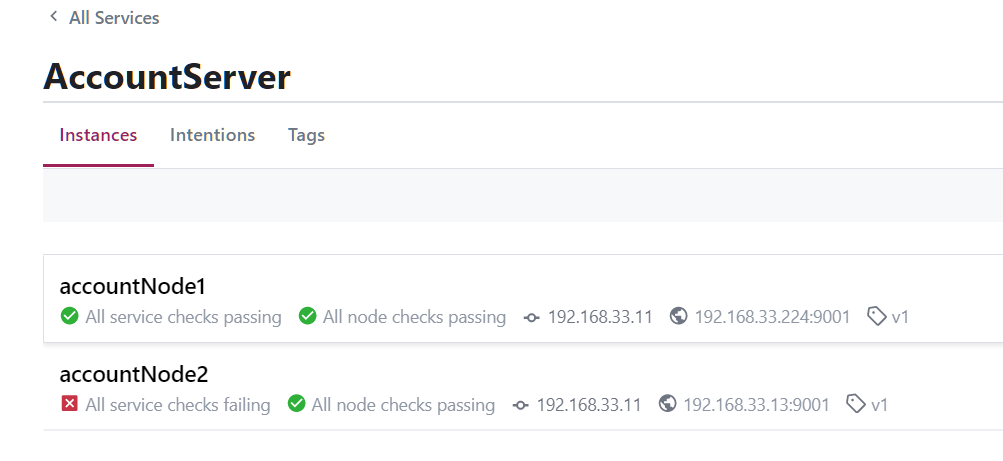 All Services
AccountServer
Instances Intentions Tags
accountNode1
All service checks passing All node checks passing 192.168.33.11 192.168.33.224:9001 v1
accountNode2
All service checks failing All node checks passing 192.168.33.11 192.168.33.13:9001 v1